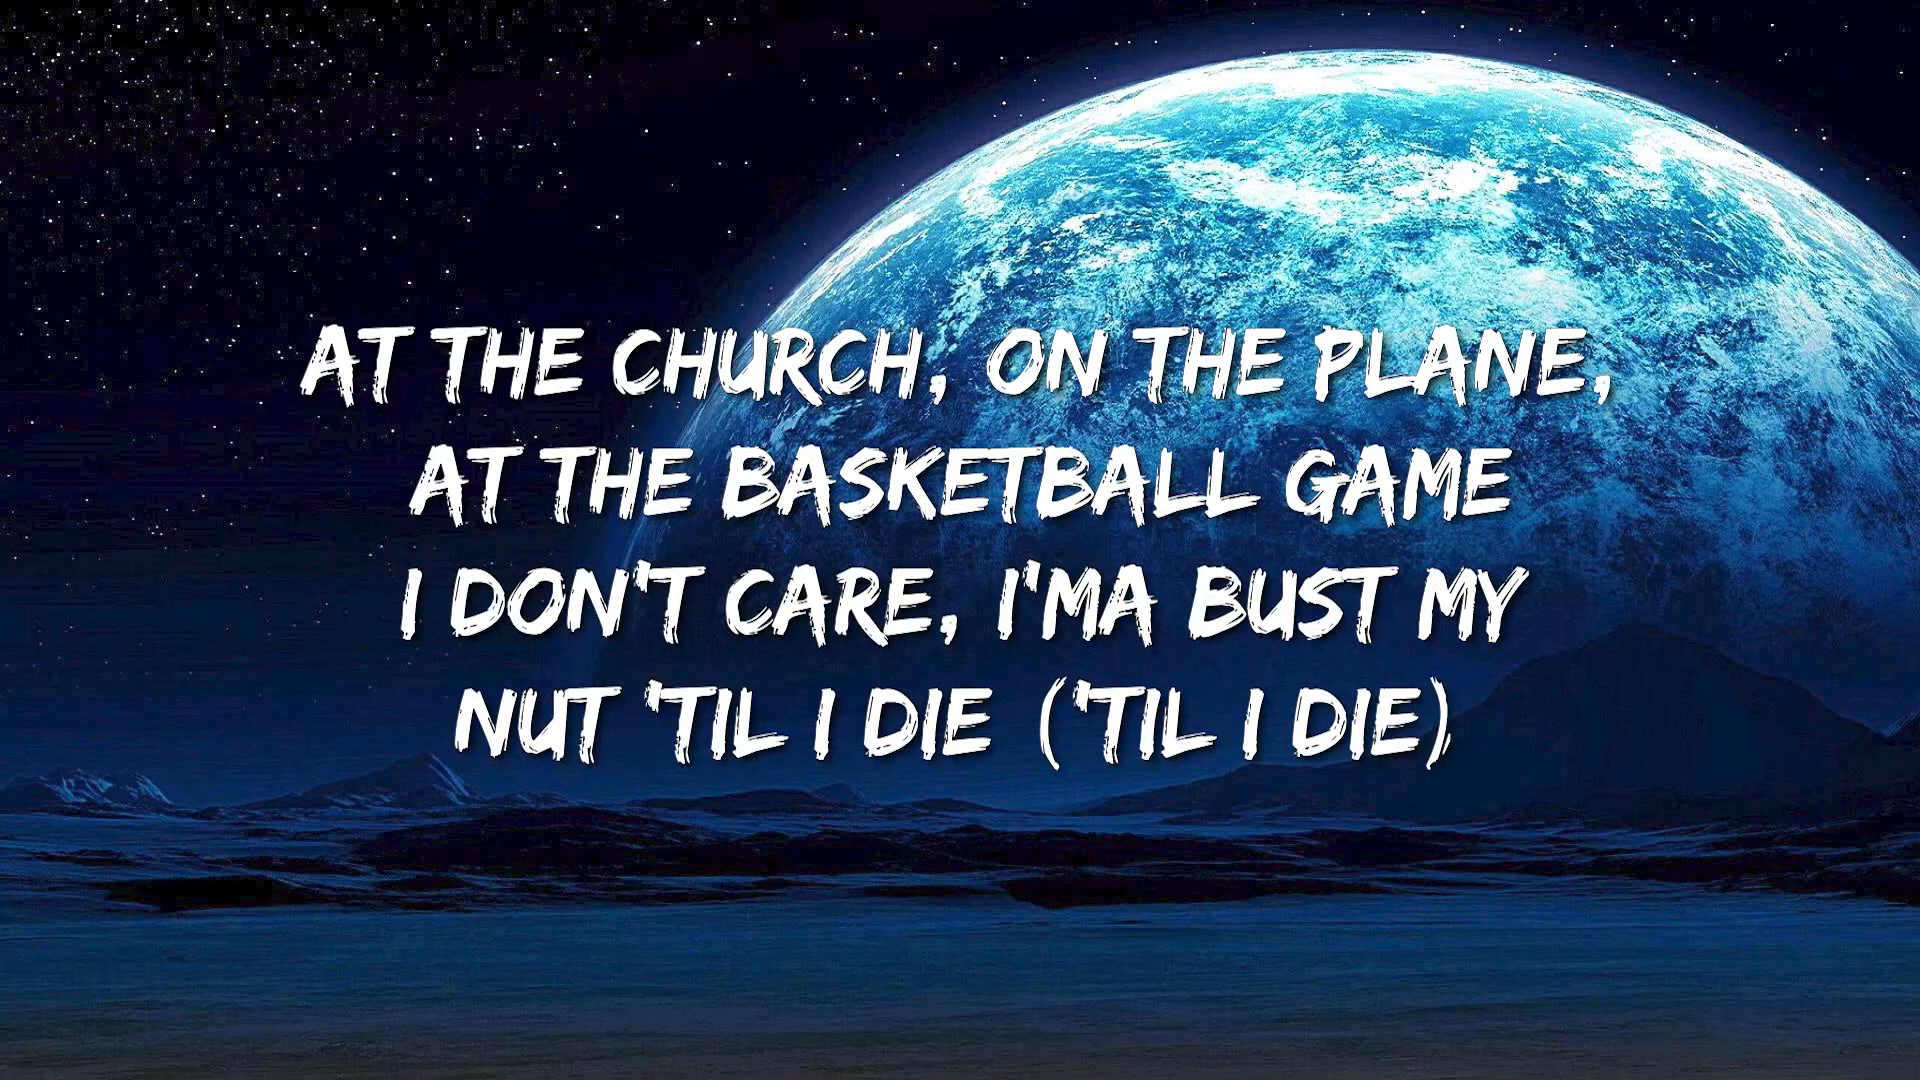 AT THE CHURCH, ON THE PLANE,
AT THE BASKETBALL GAME
I DON'T CARE, I'MA BUST MY
NUT 'TIL I DIE ('TIL I DIE)